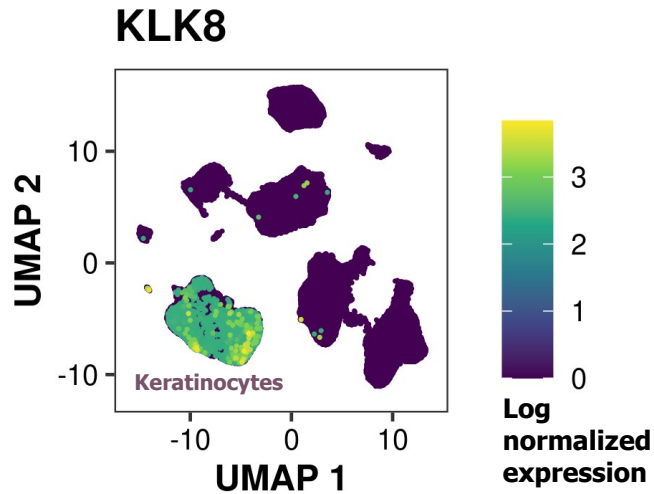 KLK8
UMAP 2
10
0
-10
Keratinocytes
-10
0
10
UMAP 1
3
2
1
0
Log
normalized
expression